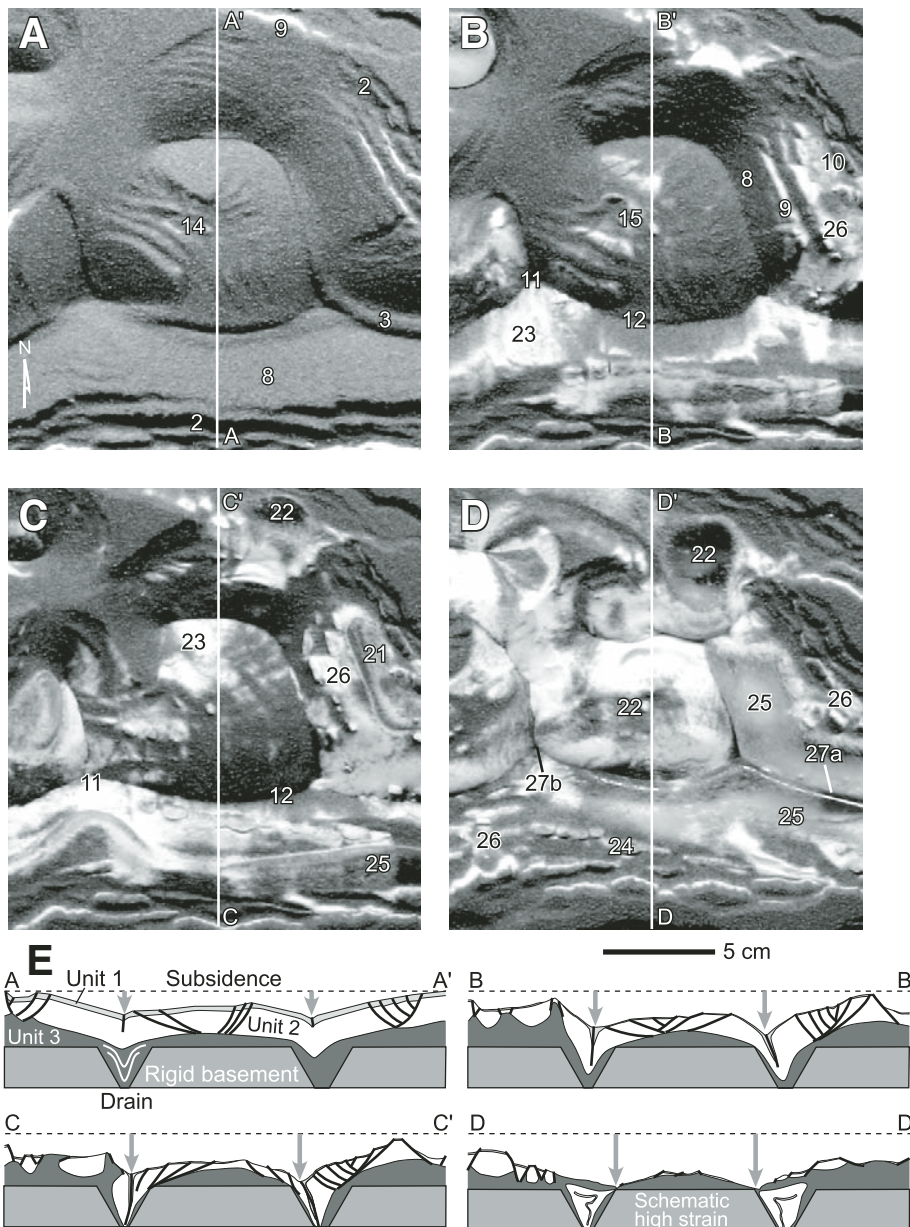 A
A'
9
2
14
3
N
8
2
A
B
B'
10
8
9
26
15
11
12
23
B
C
C'
22
23
21
26
11
12
25
C
D
D'
22
26
25
22
27a
27b
25
26
24
D
5 cm
E
A
Unit 1
Subsidence
A'
Unit 2
Unit 3
Rigid basement
Drain
B
B
C
C'
D
D
Schematic
high strain